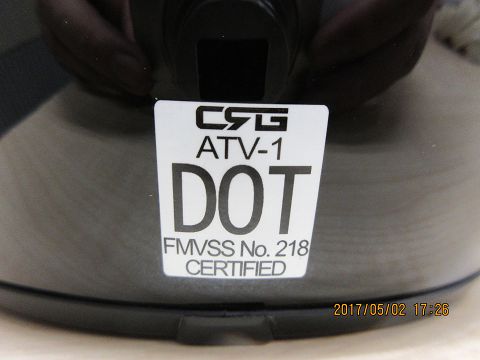 CRG
ATV-1
DOT
FMVSS No. 218
CERTIFIED
2017/05/02 17:26